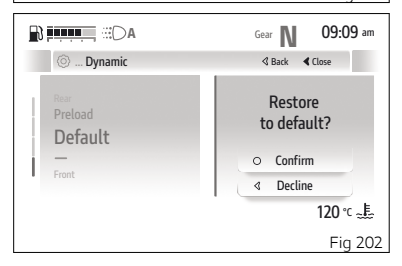 A Gear N 09:09 am
... Dynamic ◁ Back ◀ Close
Rear
Preload
Default
—
Front
Restore
to default?
○ Confirm
◁ Decline
120 °C
Fig 202